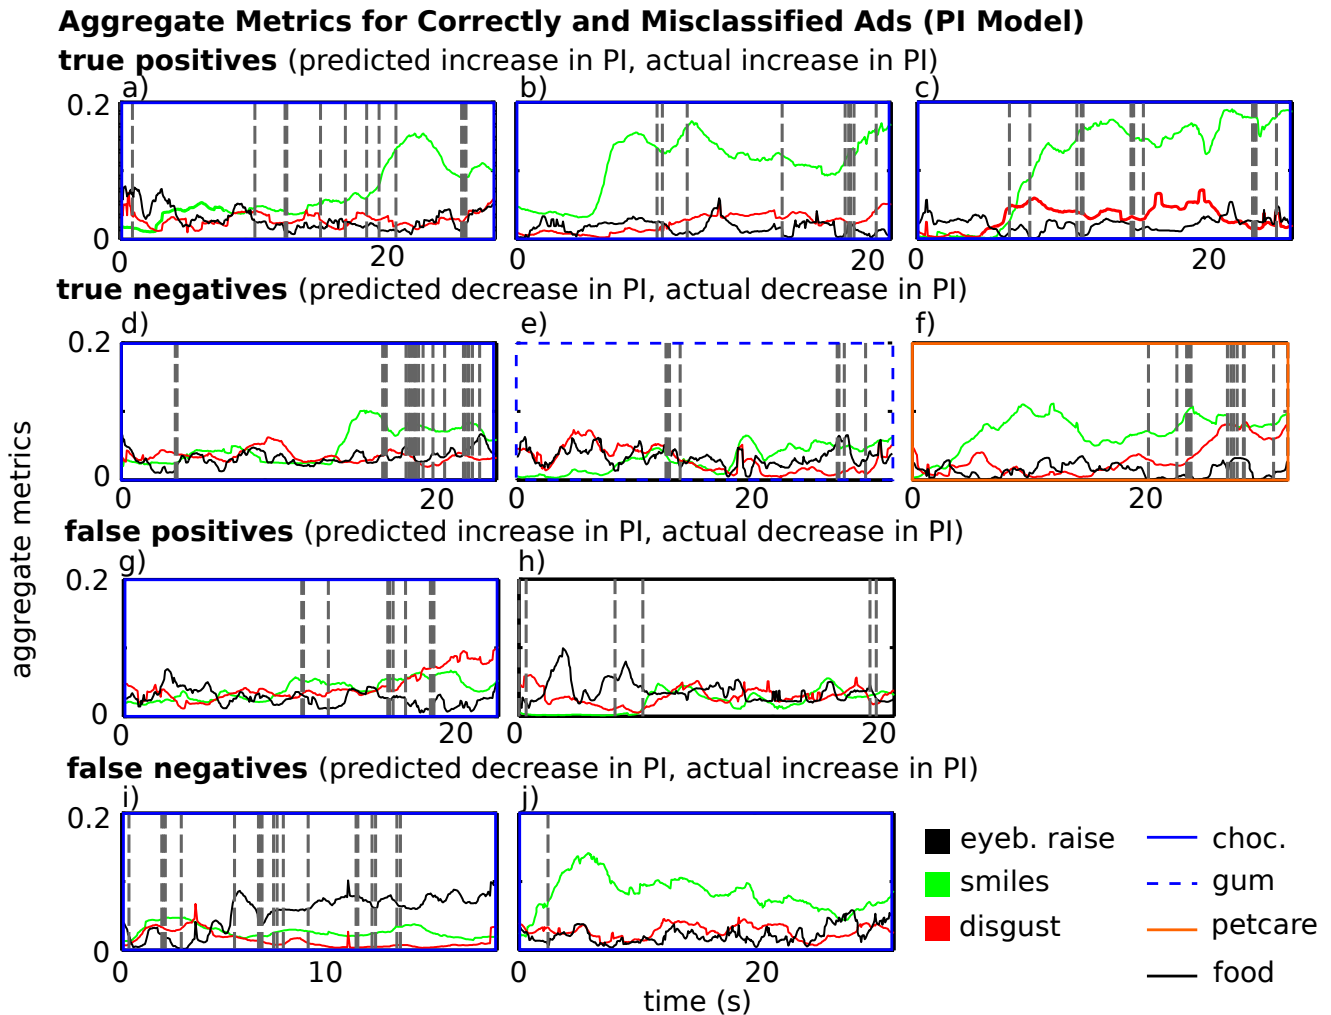 Aggregate Metrics for Correctly and Misclassified Ads (PI Model)
true positives (predicted increase in PI, actual increase in PI)
a) b) c)
0.2
0
0 20 0 20 0 20
true negatives (predicted decrease in PI, actual decrease in PI)
d) e) f)
0.2
0
0 20 0 20 0 20
aggregate metrics
false positives (predicted increase in PI, actual decrease in PI)
g) h)
0.2
0
0 20 0 20
false negatives (predicted decrease in PI, actual increase in PI)
i) j)
0.2
0
0 10 0 20
time (s)
eyeb. raise
smiles
disgust
choc.
gum
petcare
food